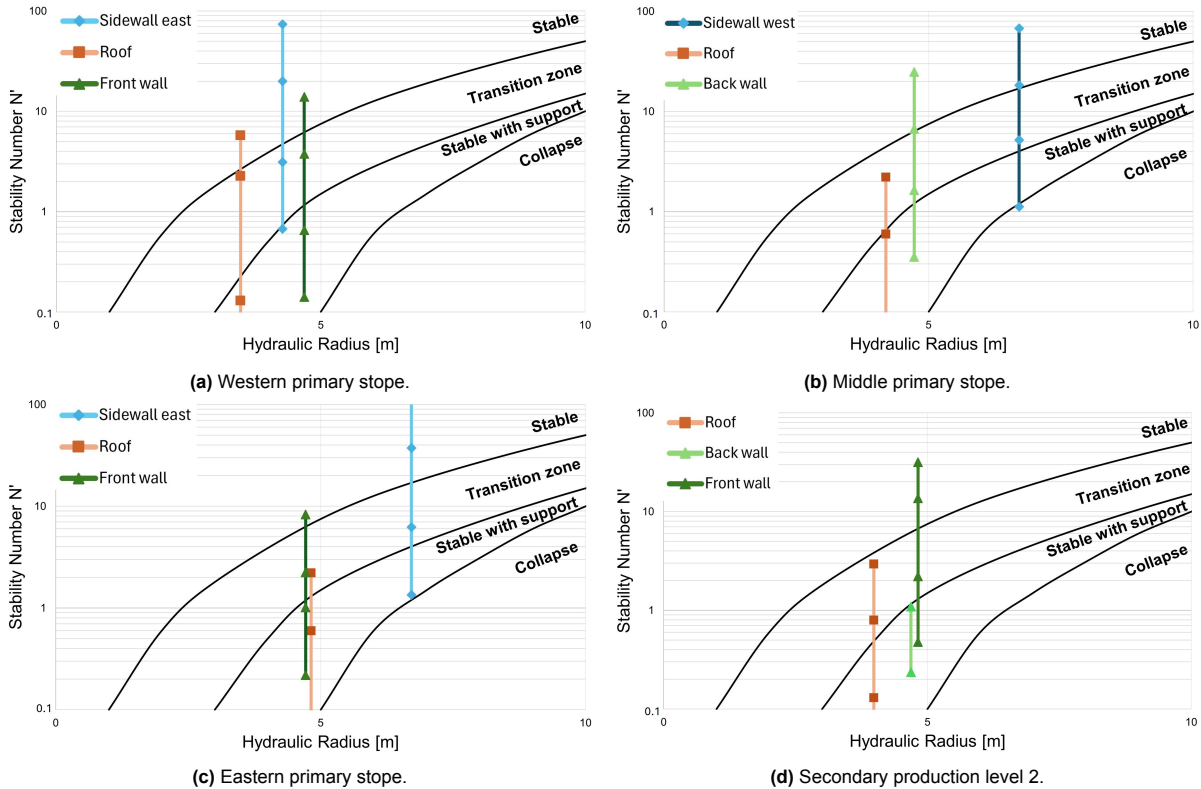 100
Sidewall east
Roof
Front wall
Stable
Transition zone
Stable with support
Collapse
10
1
0.1
0
5
10
Stability Number N'
Hydraulic Radius [m]
(a) Western primary stope.
100
Sidewall west
Roof
Back wall
Stable
Transition zone
Stable with support
Collapse
10
1
0.1
0
5
10
Stability Number N'
Hydraulic Radius [m]
(b) Middle primary stope.
100
Sidewall east
Roof
Front wall
Stable
Transition zone
Stable with support
Collapse
10
1
0.1
0
5
10
Stability Number N'
Hydraulic Radius [m]
(c) Eastern primary stope.
100
Roof
Back wall
Front wall
Stable
Transition zone
Stable with support
Collapse
10
1
0.1
0
5
10
Stability Number N'
Hydraulic Radius [m]
(d) Secondary production level 2.